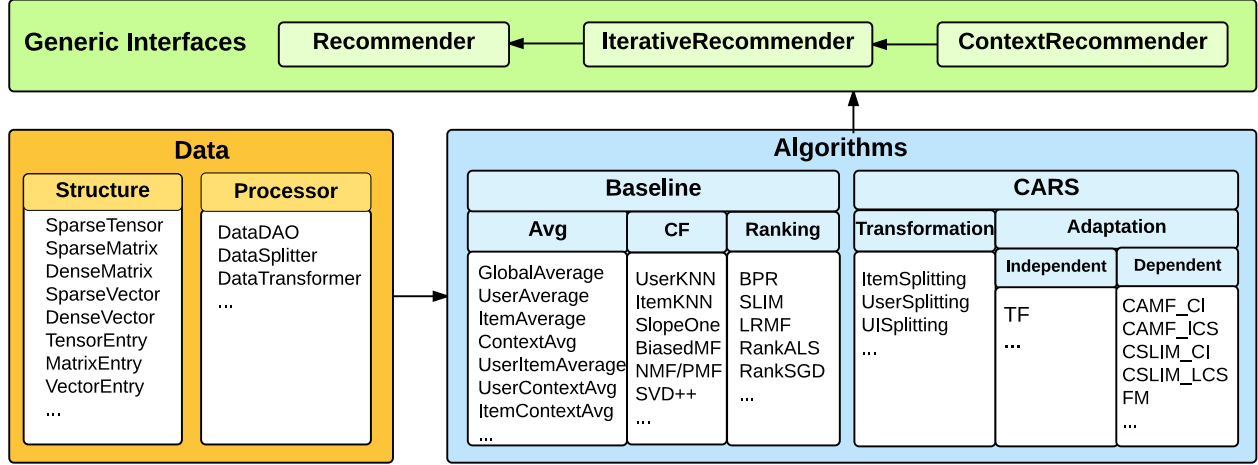 Generic Interfaces
Recommender
IterativeRecommender
ContextRecommender
Data
Structure
SparseTensor
SparseMatrix
DenseMatrix
SparseVector
DenseVector
TensorEntry
MatrixEntry
VectorEntry
...
Processor
DataDAO
DataSplitter
DataTransformer
...
Algorithms
Baseline
Avg
GlobalAverage
UserAverage
ItemAverage
ContextAvg
UserItemAverage
UserContextAvg
ItemContextAvg
...
CF
UserKNN
ItemKNN
SlopeOne
BiasedMF
NMF/PMF
SVD++
...
Ranking
BPR
SLIM
LRMF
RankALS
RankSGD
...
CARS
Transformation
ItemSplitting
UserSplitting
UISplitting
...
Adaptation
Independent
TF
...
Dependent
CAMF_CI
CAMF_ICS
CSLIM_CI
CSLIM_LCS
FM
...